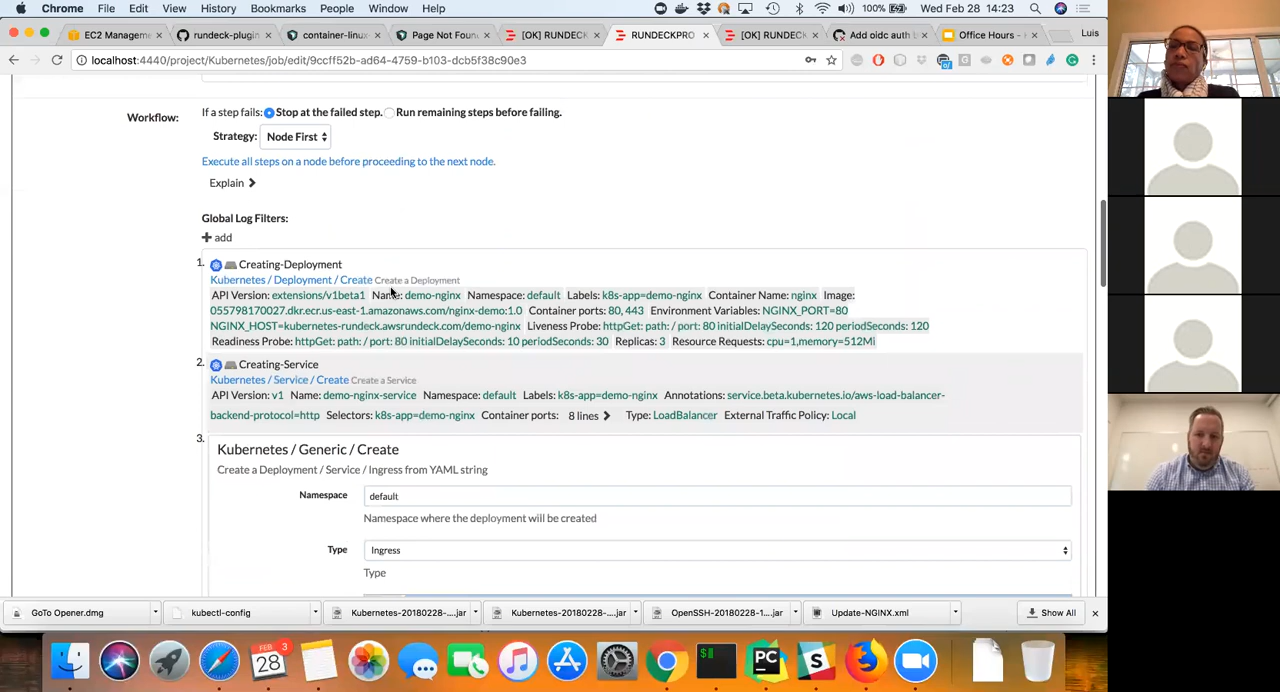 Chrome File Edit View History Bookmarks People Window Help 100% Wed Feb 28 14:23
EC2 Manageme × rundeck-plugin × container-linux × Page Not Foun × [OK] RUNDECK × RUNDECKPRO × [OK] RUNDECK × Add oidc auth × Office Hours - × Luis
localhost:4440/project/Kubernetes/job/edit/9ccff52b-ad64-4759-b103-dcb5f38c90e3
Workflow: If a step fails: Stop at the failed step. Run remaining steps before failing.
Strategy: Node First
Execute all steps on a node before proceeding to the next node.
Explain
Global Log Filters:
+ add
1. Creating-Deployment
Kubernetes / Deployment / Create Create a Deployment
API Version: extensions/v1beta1 Name: demo-nginx Namespace: default Labels: k8s-app=demo-nginx Container Name: nginx Image:
055798170027.dkr.ecr.us-east-1.amazonaws.com/nginx-demo:1.0 Container ports: 80, 443 Environment Variables: NGINX_PORT=80
NGINX_HOST=kubernetes-rundeck.awsrundeck.com/demo-nginx Liveness Probe: httpGet: path: / port: 80 initialDelaySeconds: 120 periodSeconds: 120
Readiness Probe: httpGet: path: / port: 80 initialDelaySeconds: 10 periodSeconds: 30 Replicas: 3 Resource Requests: cpu=1,memory=512Mi
2. Creating-Service
Kubernetes / Service / Create Create a Service
API Version: v1 Name: demo-nginx-service Namespace: default Labels: k8s-app=demo-nginx Annotations: service.beta.kubernetes.io/aws-load-balancer-
backend-protocol=http Selectors: k8s-app=demo-nginx Container ports: 8 lines Type: LoadBalancer External Traffic Policy: Local
3. Kubernetes / Generic / Create
Create a Deployment / Service / Ingress from YAML string
Namespace default
Namespace where the deployment will be created
Type Ingress
Type
GoTo Opener.dmg kubectl-config Kubernetes-20180228-....jar Kubernetes-20180228-....jar OpenSSH-20180228-1....jar Update-NGINX.xml Show All ×
FEB 3
28 $ PC S